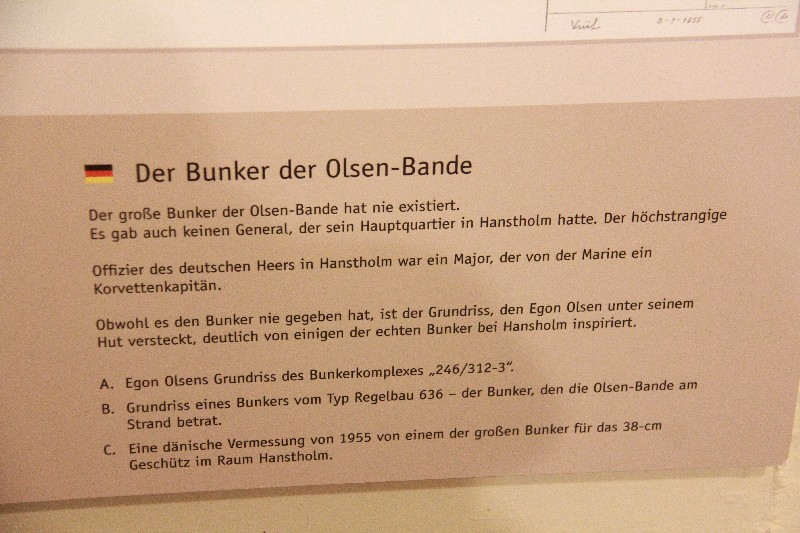 8-9-1955
Der Bunker der Olsen-Bande
Der große Bunker der Olsen-Bande hat nie existiert.
Es gab auch keinen General, der sein Hauptquartier in Hanstholm hatte. Der höchstrangige
Offizier des deutschen Heers in Hanstholm war ein Major, der von der Marine ein
Korvettenkapitän.
Obwohl es den Bunker nie gegeben hat, ist der Grundriss, den Egon Olsen unter seinem
Hut versteckt, deutlich von einigen der echten Bunker bei Hansholm inspiriert.
A. Egon Olsens Grundriss des Bunkerkomplexes „246/312-3“.
B. Grundriss eines Bunkers vom Typ Regelbau 636 – der Bunker, den die Olsen-Bande am
Strand betrat.
C. Eine dänische Vermessung von 1955 von einem der großen Bunker für das 38-cm
Geschütz im Raum Hanstholm.